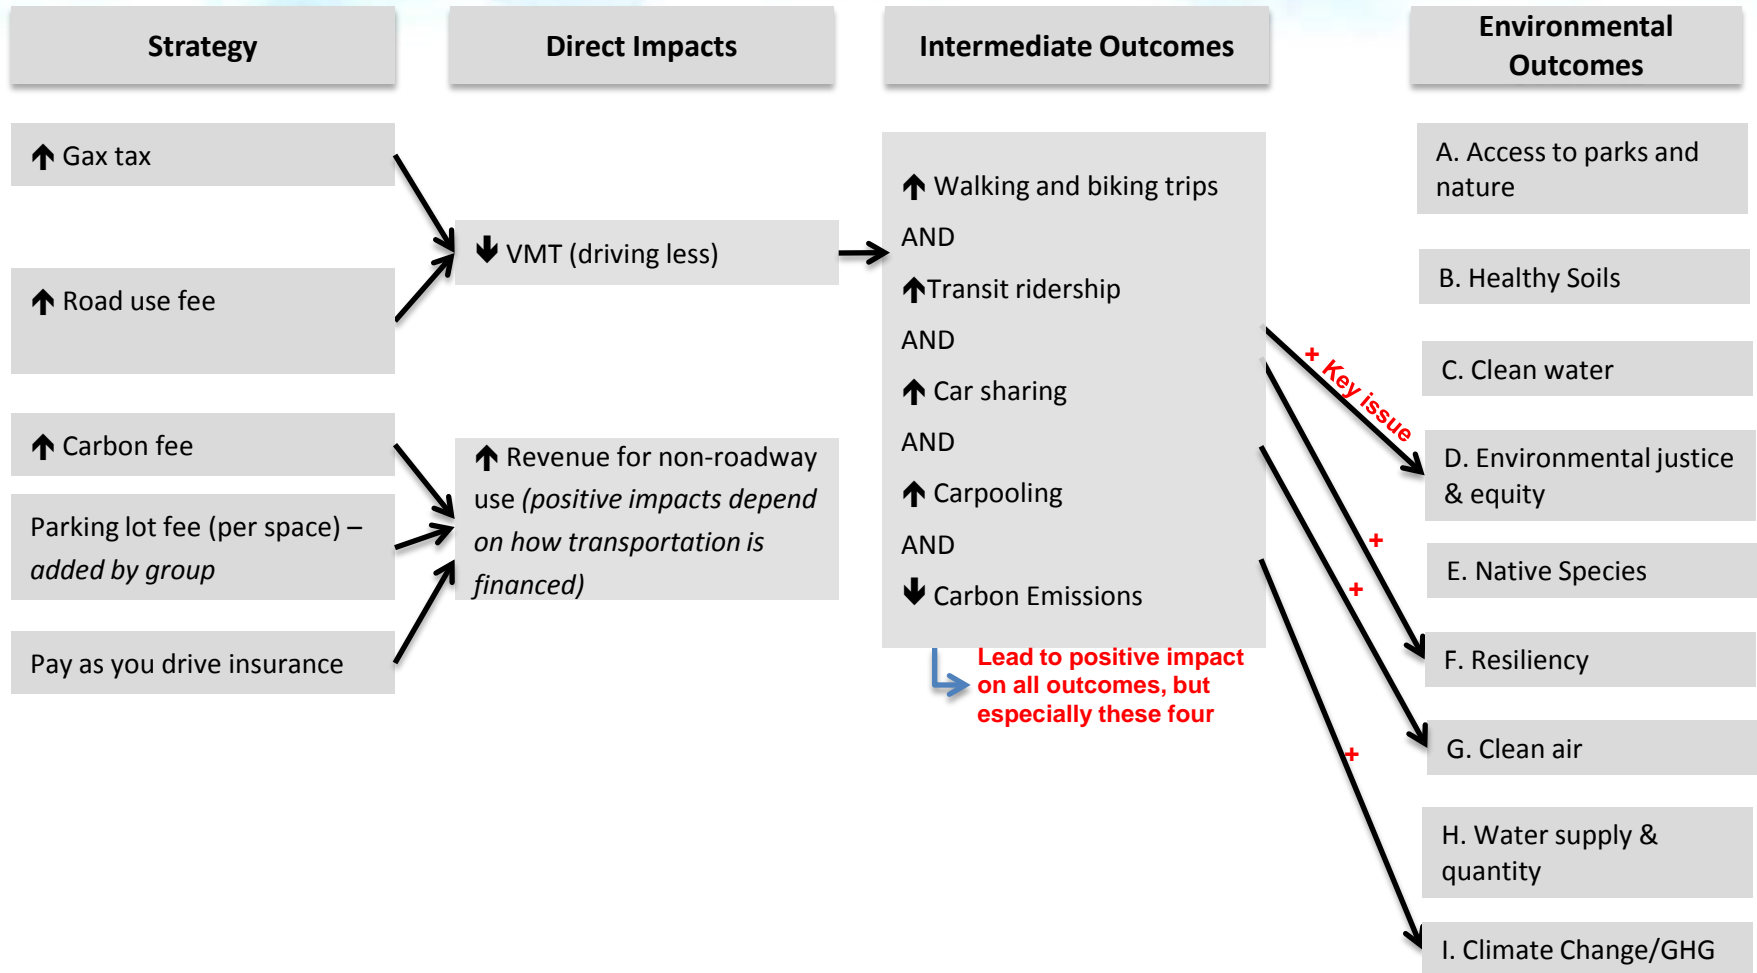 Strategy
Direct Impacts
Intermediate Outcomes
Environmental
Outcomes
↑ Gax tax
↑ Road use fee
↑ Carbon fee
Parking lot fee (per space) –
added by group
Pay as you drive insurance
↓ VMT (driving less)
↑ Revenue for non-roadway
use (positive impacts depend
on how transportation is
financed)
↑ Walking and biking trips
AND
↑Transit ridership
AND
↑ Car sharing
AND
↑ Carpooling
AND
↓ Carbon Emissions
Lead to positive impact
on all outcomes, but
especially these four
+ Key issue
+
+
+
A. Access to parks and
nature
B. Healthy Soils
C. Clean water
D. Environmental justice
& equity
E. Native Species
F. Resiliency
G. Clean air
H. Water supply &
quantity
I. Climate Change/GHG